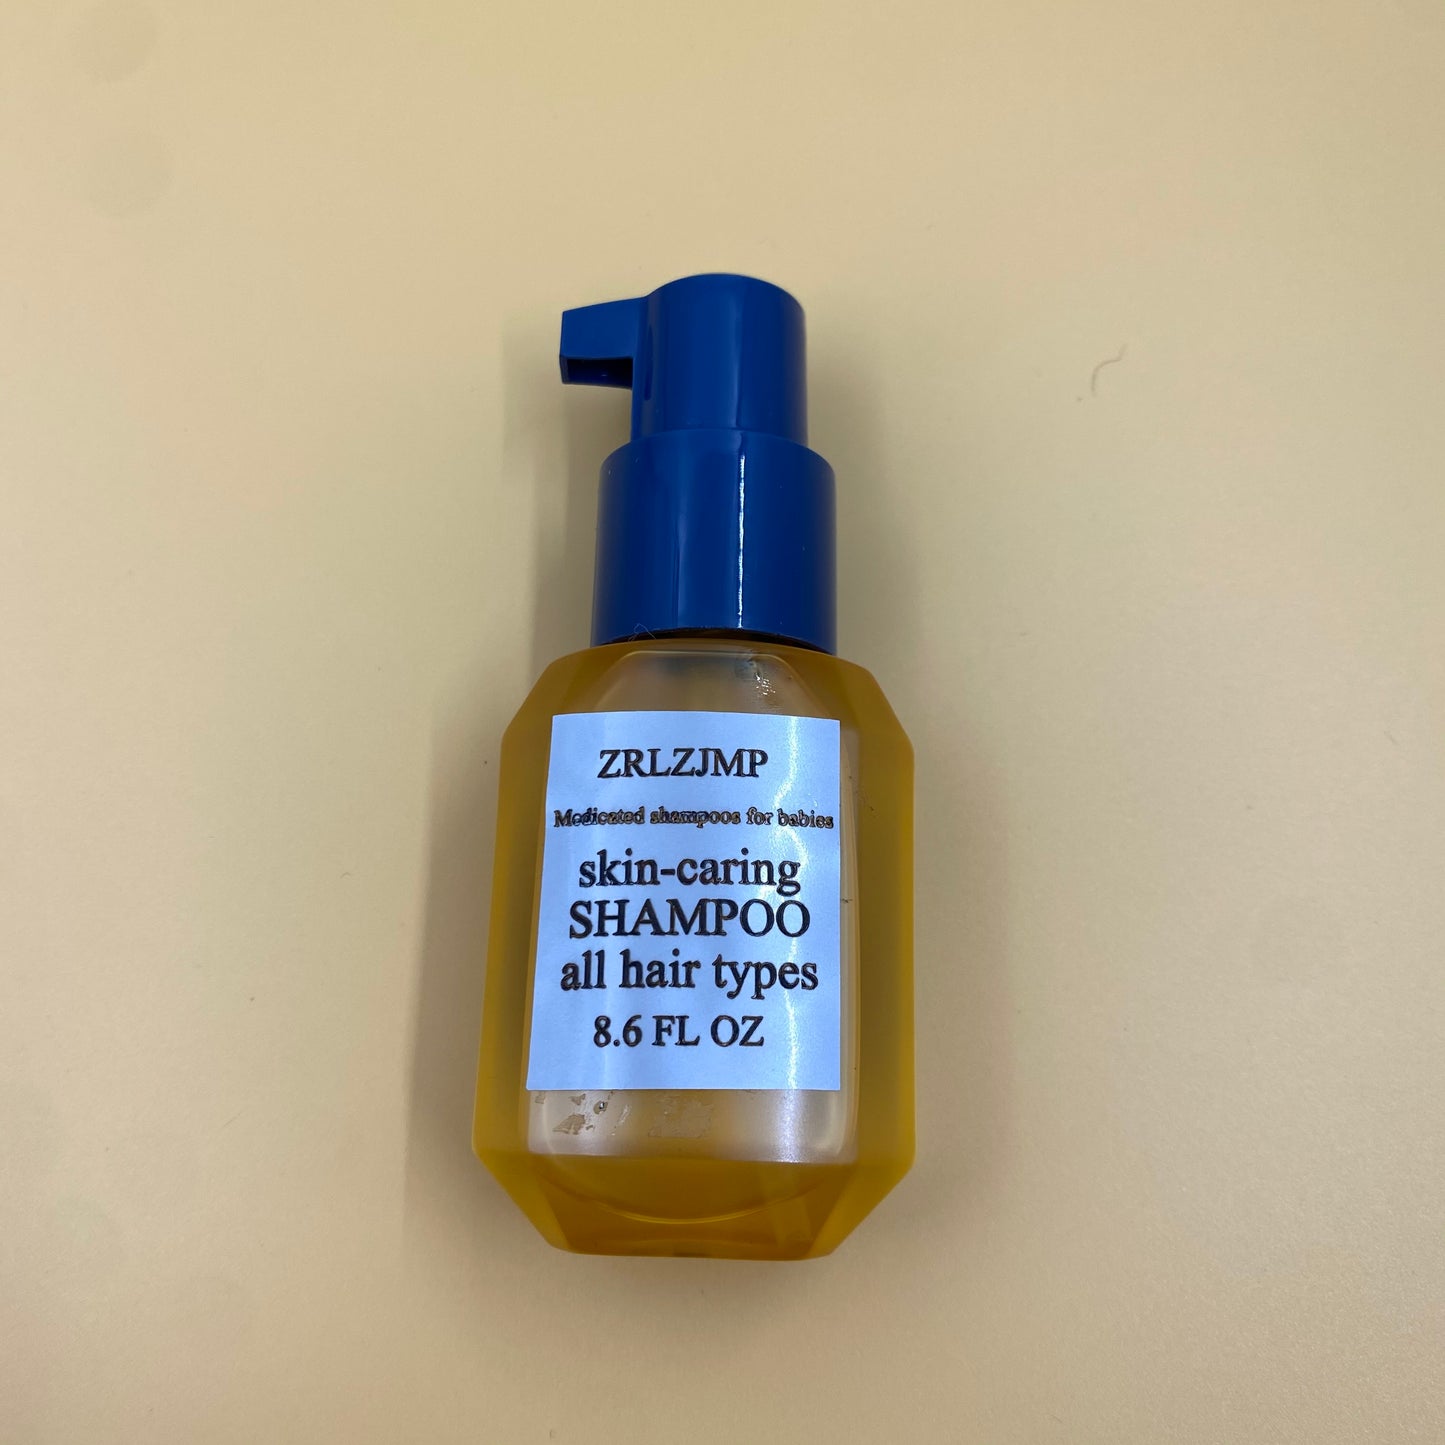 ZRLZJMP
Medicated shampoos for babies
skin-caring
SHAMPOO
all hair types
8.6 FL OZ